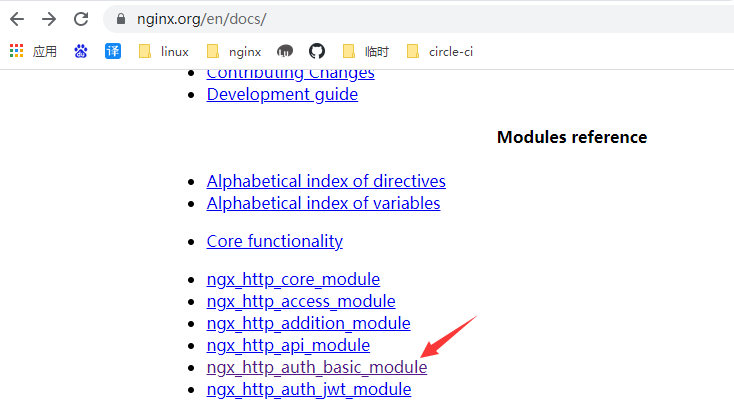 nginx.org/en/docs/
应用 译 linux nginx 临时 circle-ci
Contributing Changes
Development guide
Modules reference
Alphabetical index of directives
Alphabetical index of variables
Core functionality
ngx_http_core_module
ngx_http_access_module
ngx_http_addition_module
ngx_http_api_module
ngx_http_auth_basic_module
ngx_http_auth_jwt_module